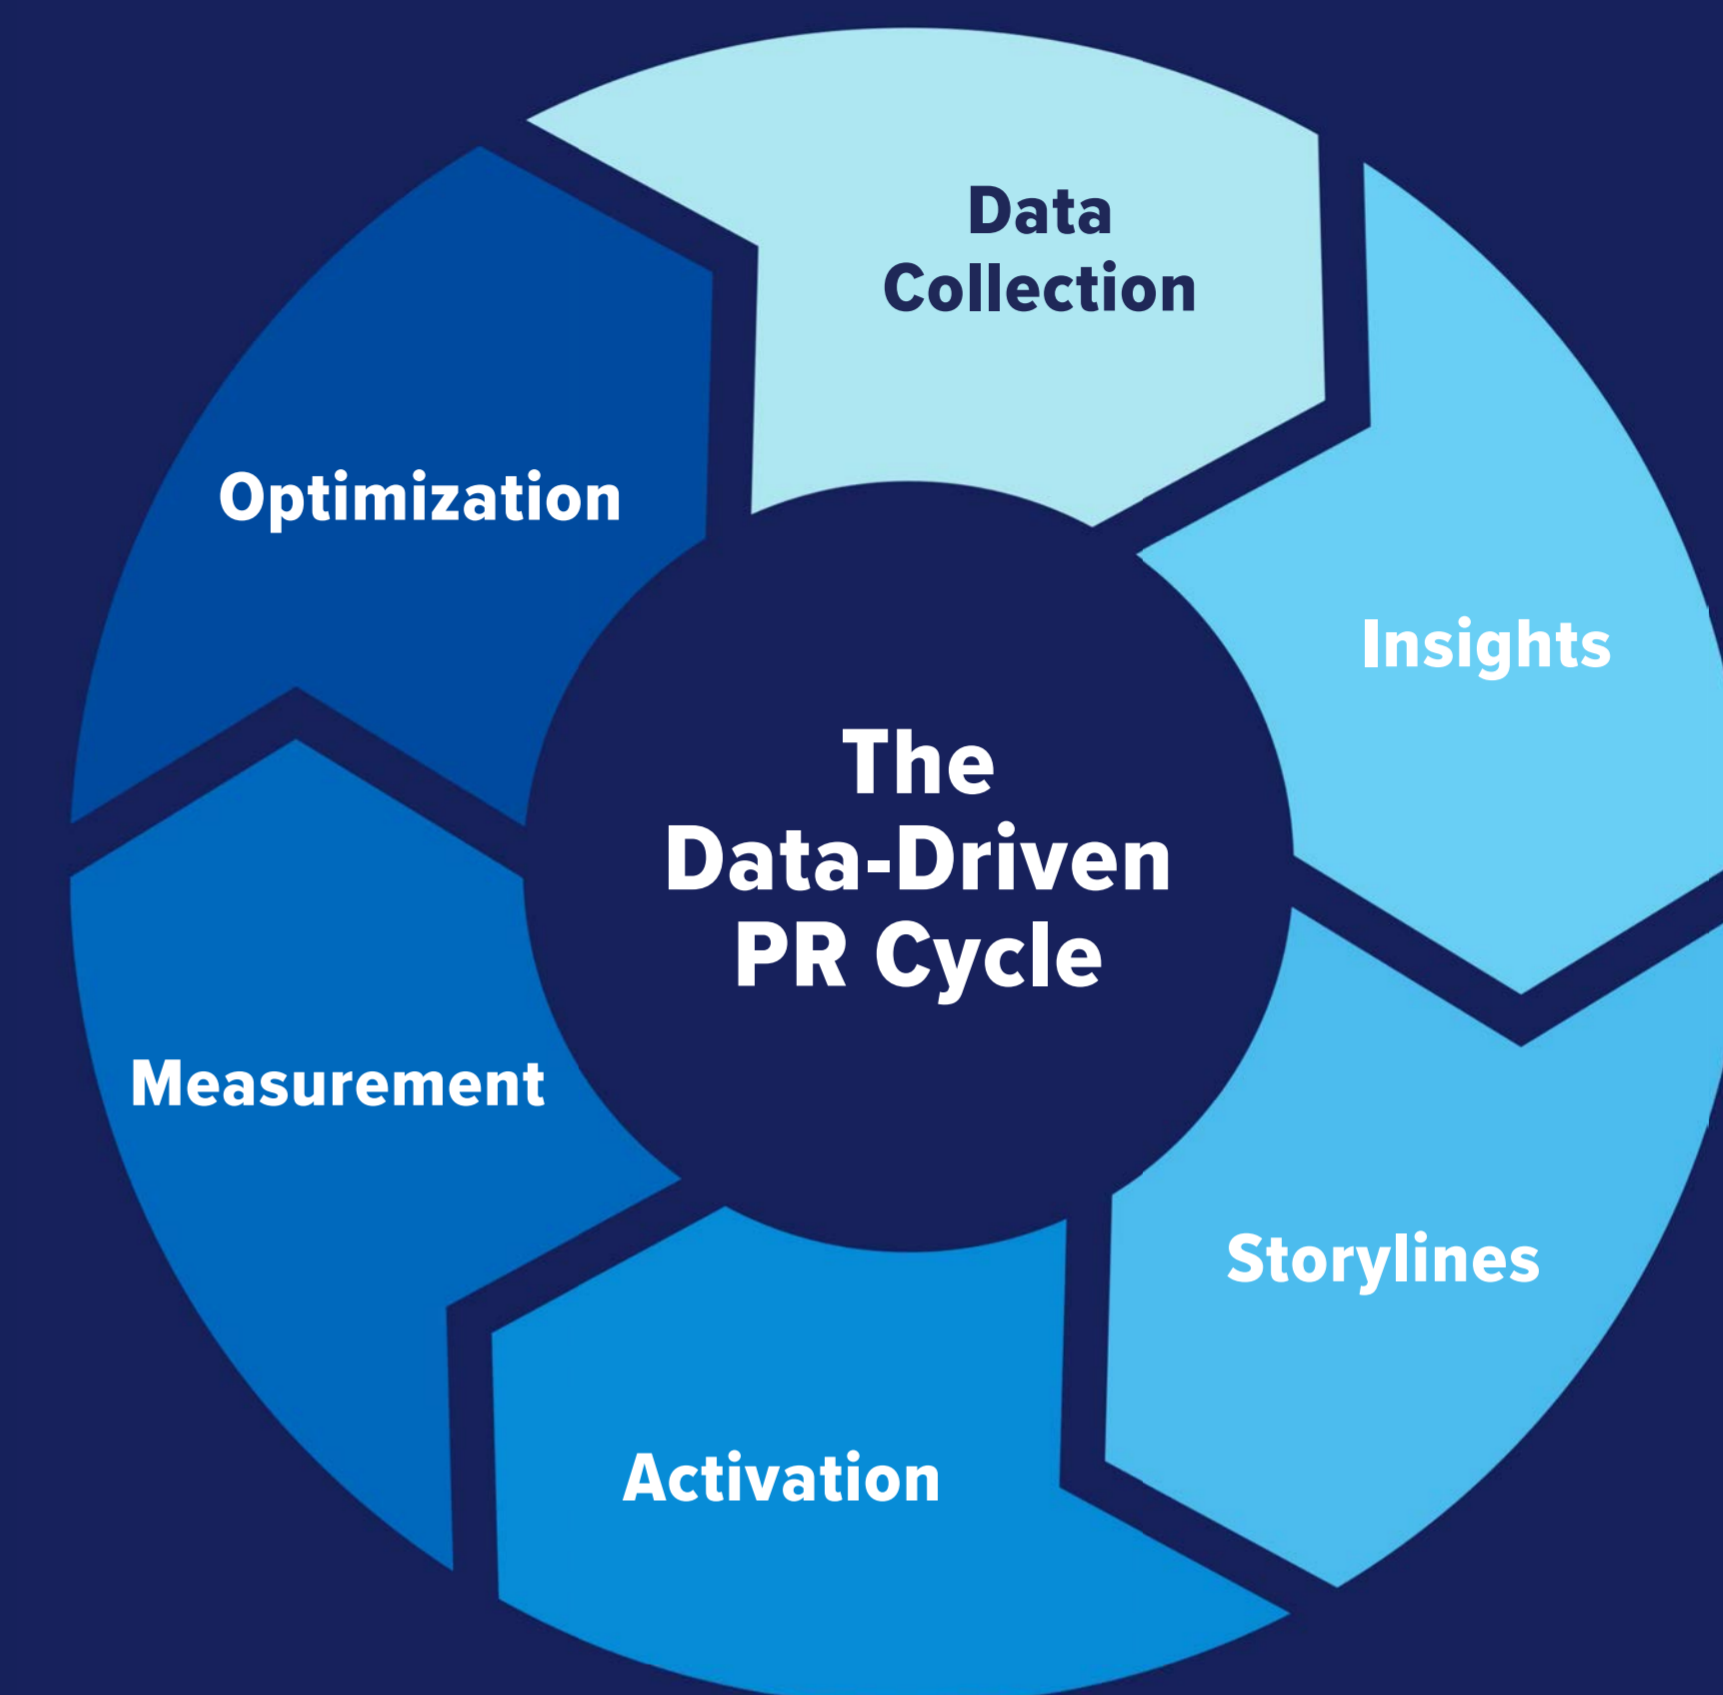 Data
Collection
Insights
Storylines
Activation
Measurement
Optimization
The
Data-Driven
PR Cycle